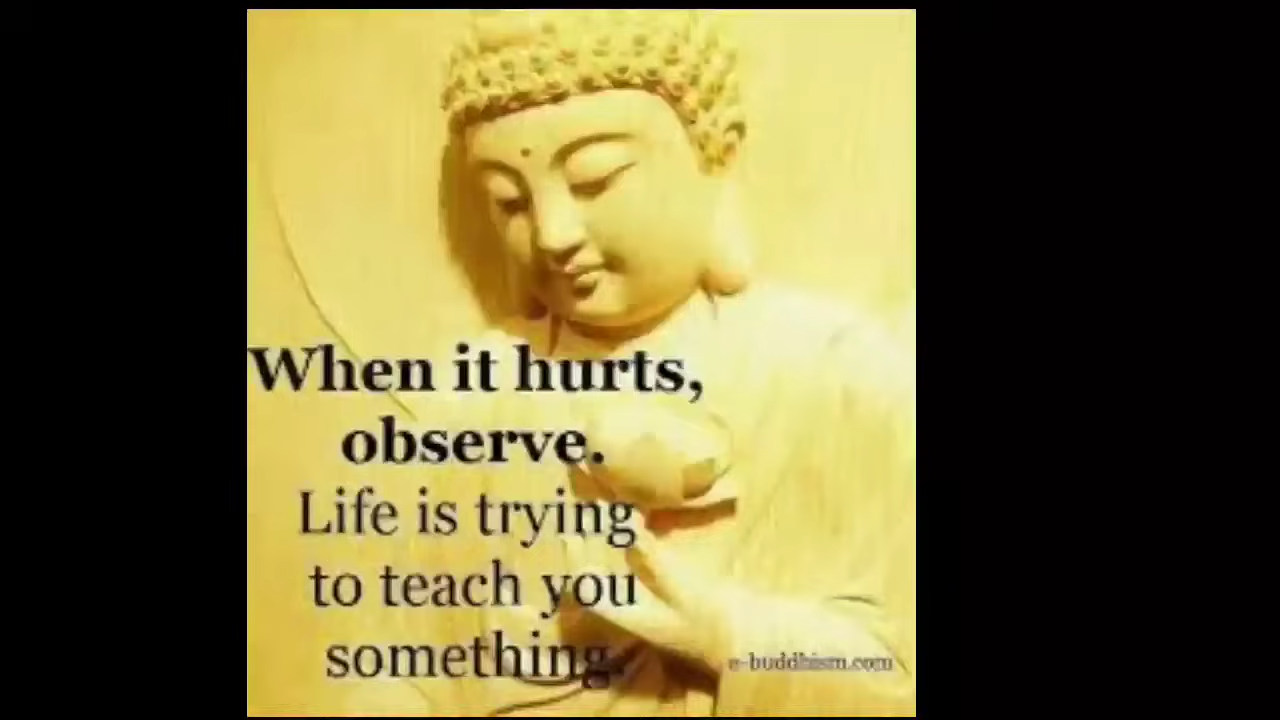 When it hurts,
observe.
Life is trying
to teach you
something.
e-buddhism.com